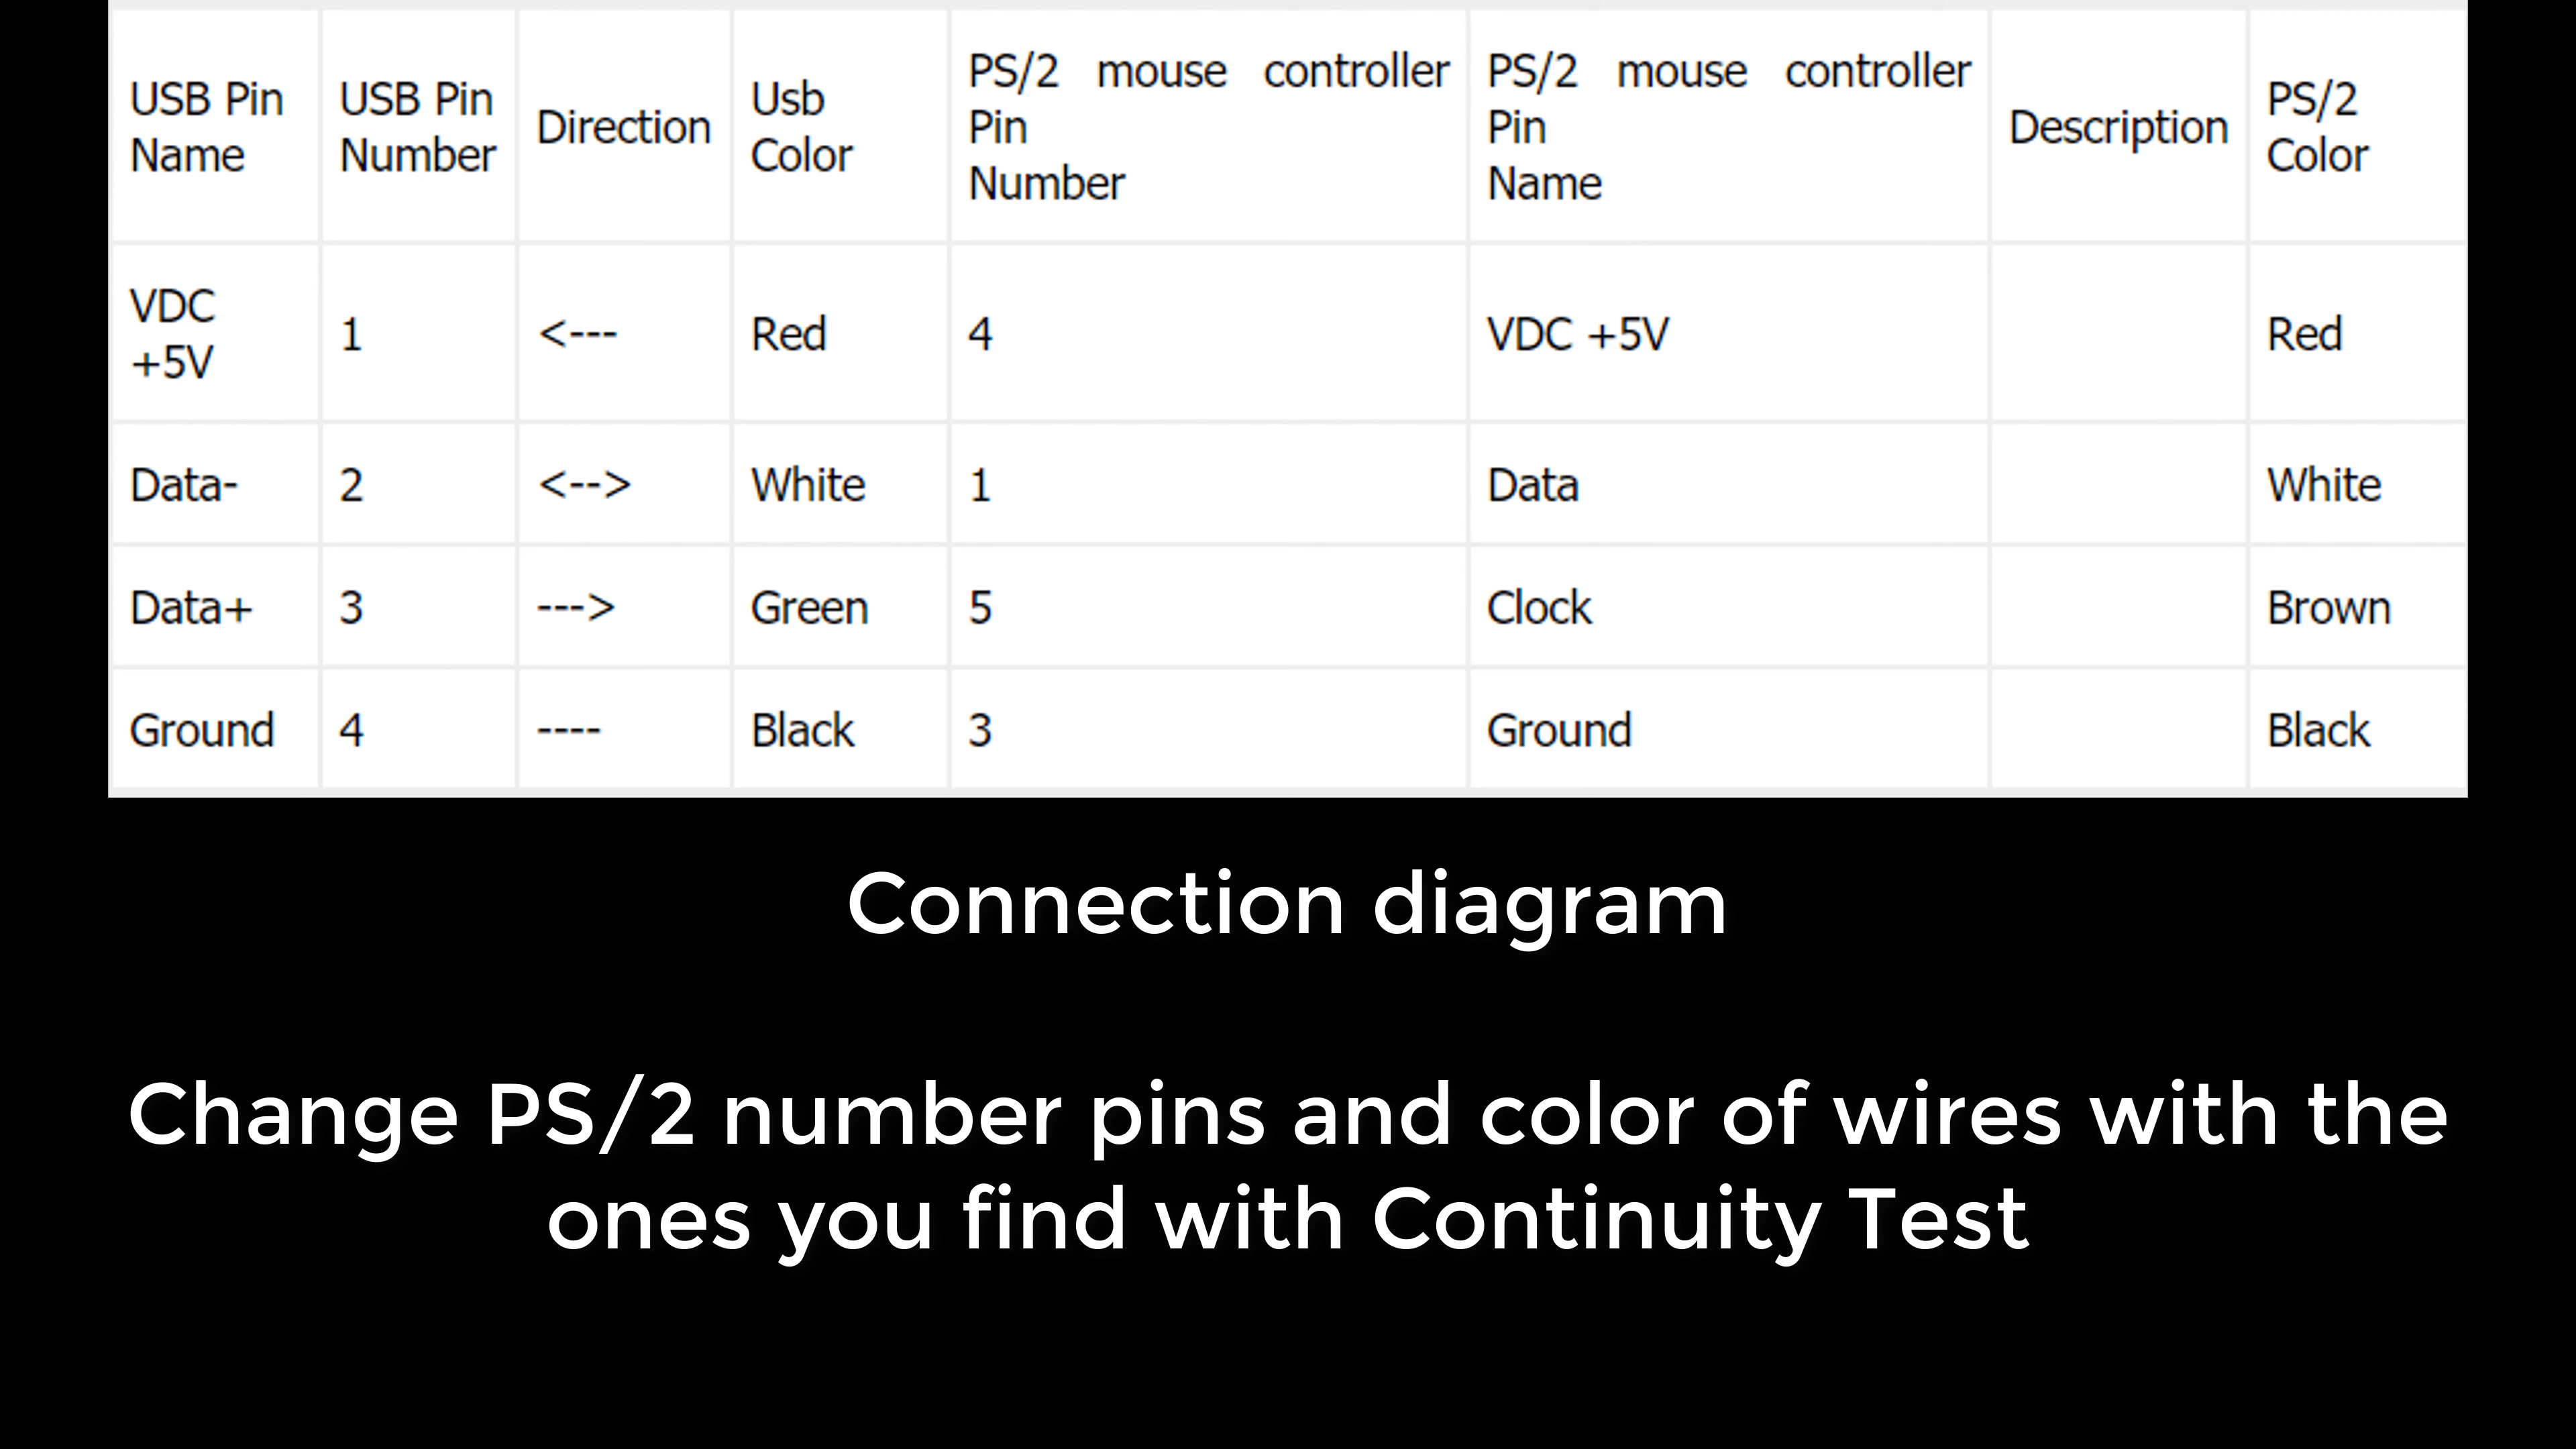 USB Pin Name USB Pin Number Direction Usb Color PS/2 mouse controller Pin Number PS/2 mouse controller Pin Name Description PS/2 Color
VDC +5V 1 <--- Red 4 VDC +5V Red
Data- 2 <--> White 1 Data White
Data+ 3 ---> Green 5 Clock Brown
Ground 4 ---- Black 3 Ground Black
Connection diagram
Change PS/2 number pins and color of wires with the
ones you find with Continuity Test